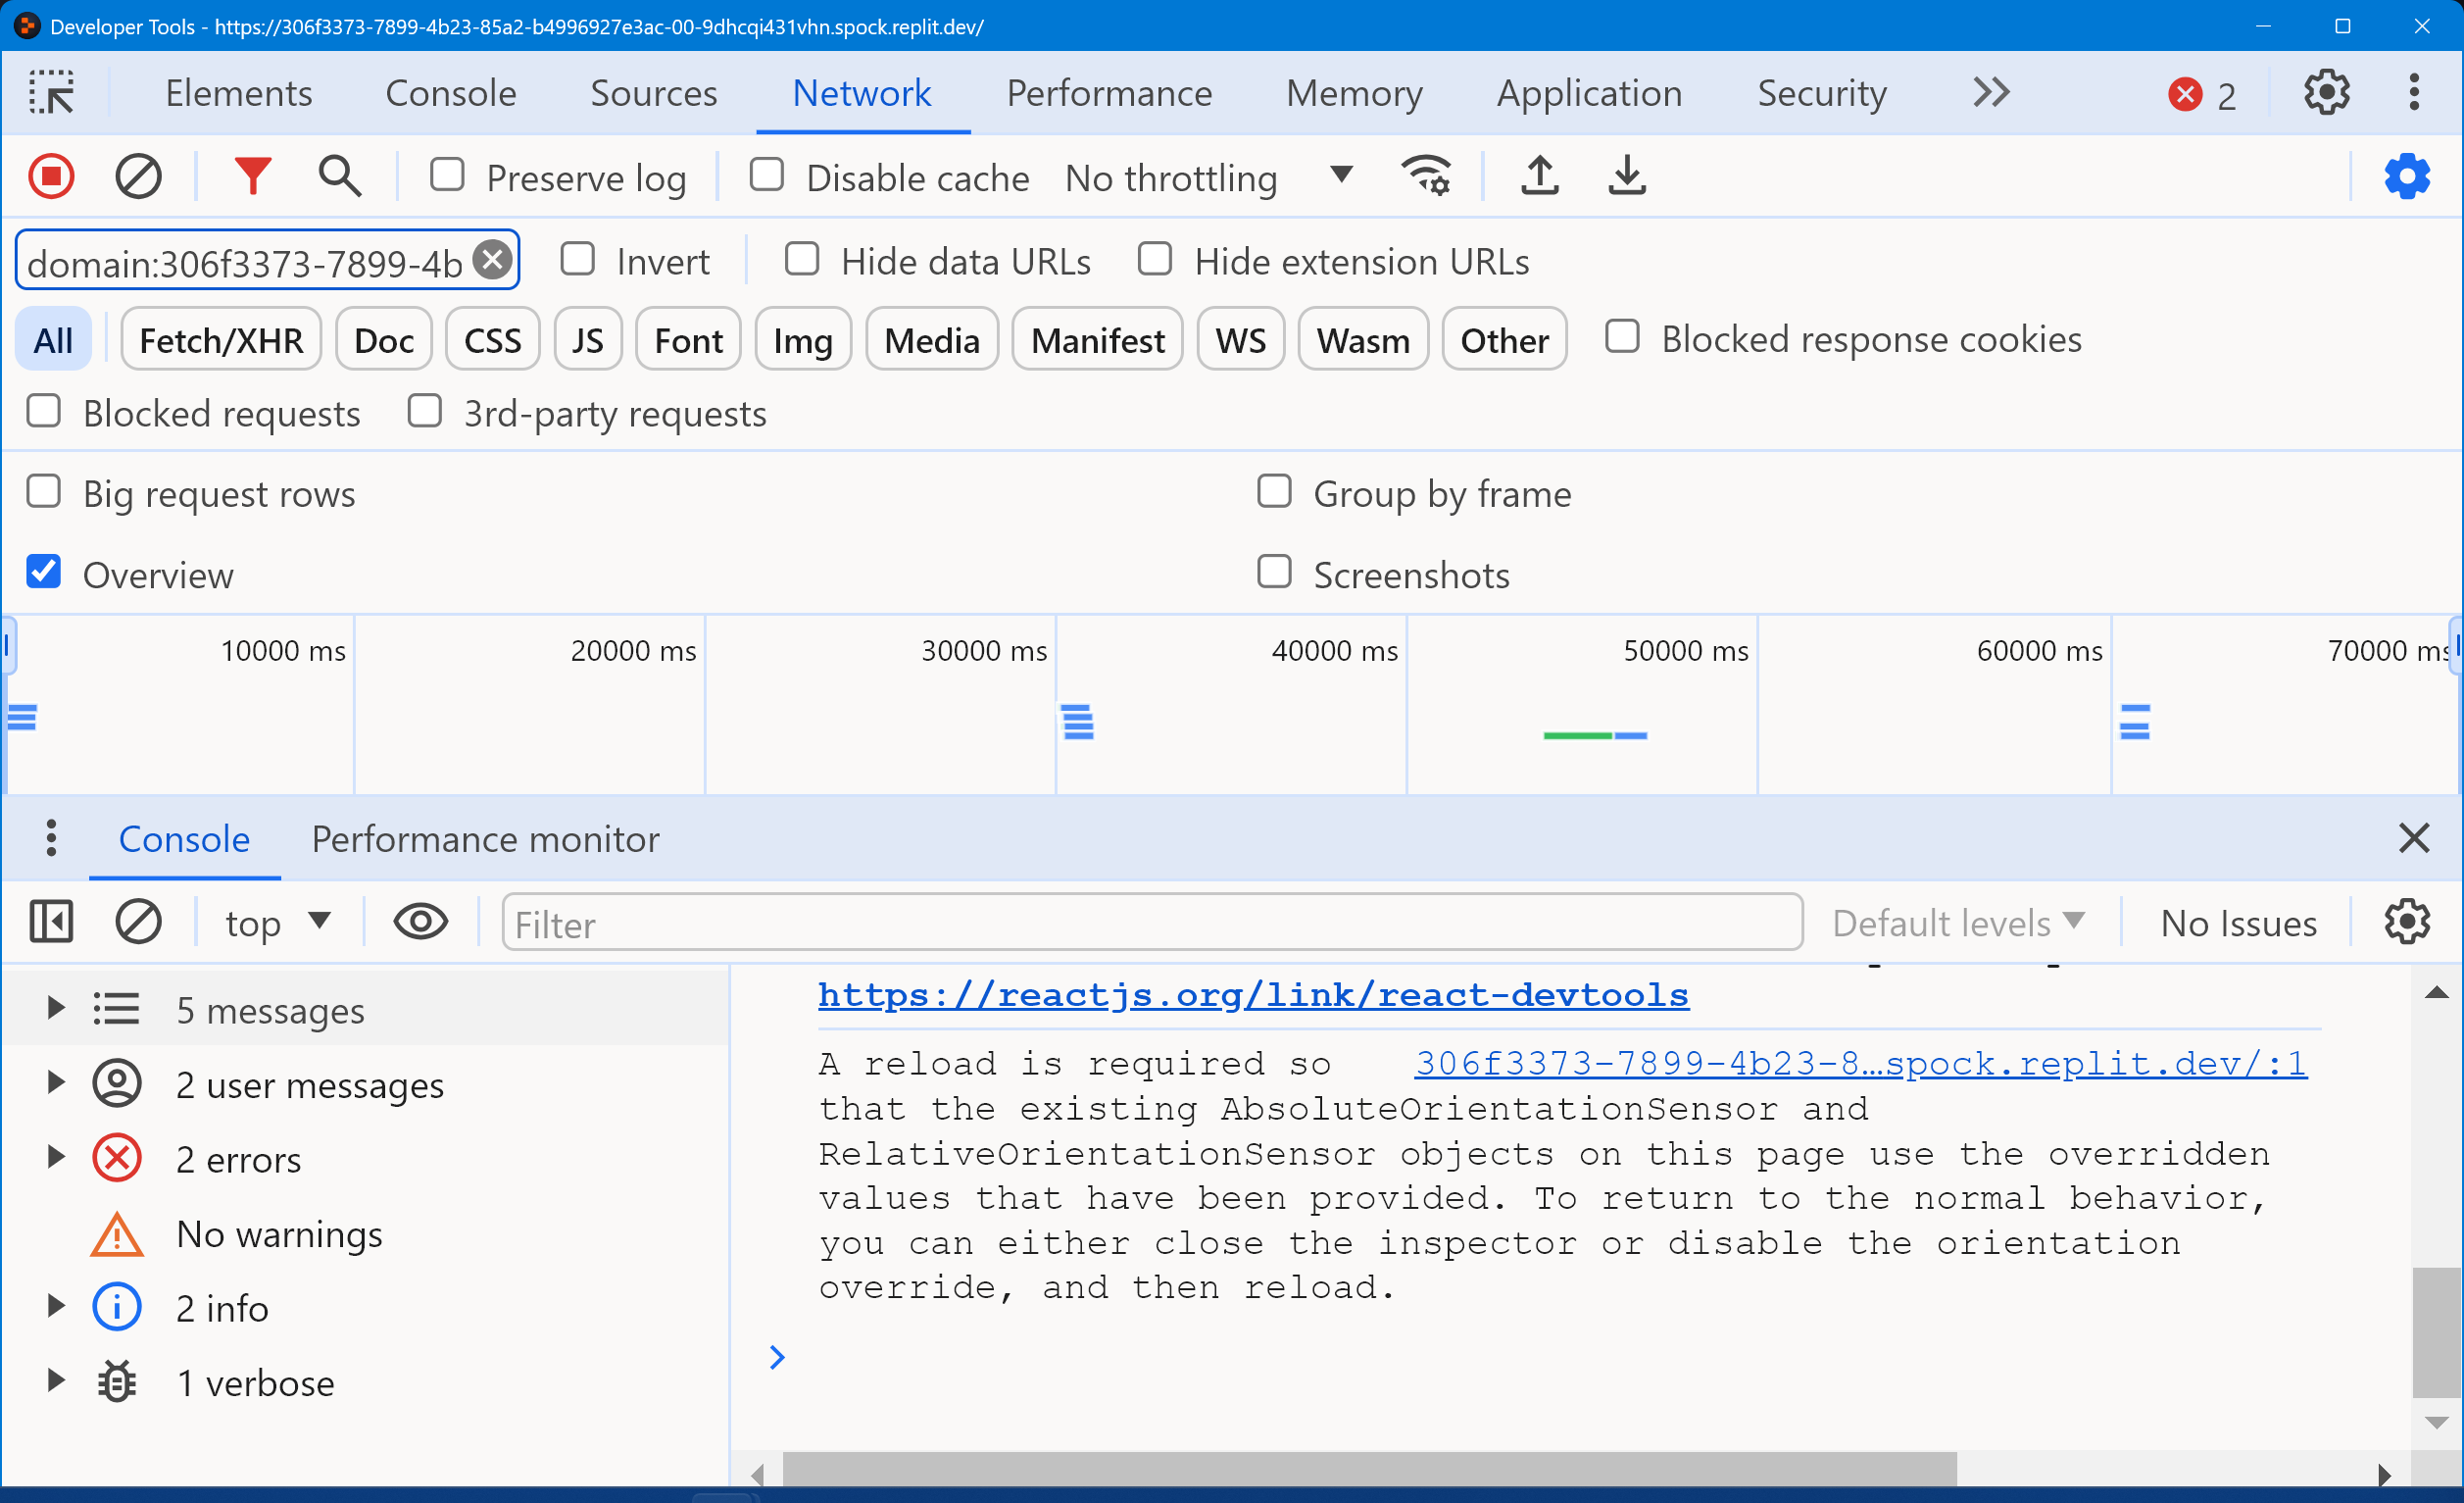 Developer Tools - https://306f3373-7899-4b23-85a2-b4996927e3ac-00-9dhcqi431vhn.spock.replit.dev/
Elements Console Sources Network Performance Memory Application Security 2
Preserve log Disable cache No throttling
domain:306f3373-7899-4b Invert Hide data URLs Hide extension URLs
All Fetch/XHR Doc CSS JS Font Img Media Manifest WS Wasm Other Blocked response cookies
Blocked requests 3rd-party requests
Big request rows Group by frame
Overview Screenshots
10000 ms 20000 ms 30000 ms 40000 ms 50000 ms 60000 ms 70000 ms
Console Performance monitor
top Filter Default levels No Issues
5 messages
2 user messages
2 errors
No warnings
2 info
1 verbose
https://reactjs.org/link/react-devtools
A reload is required so 306f3373-7899-4b23-8…spock.replit.dev/:1
that the existing AbsoluteOrientationSensor and
RelativeOrientationSensor objects on this page use the overridden
values that have been provided. To return to the normal behavior,
you can either close the inspector or disable the orientation
override, and then reload.